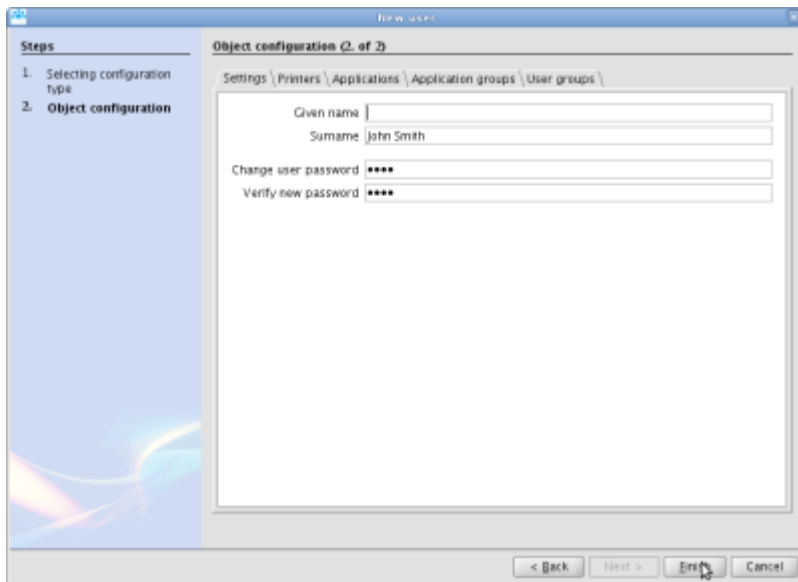 New user
Steps
1. Selecting configuration
type
2. Object configuration
Object configuration (2. of 2)
Settings Printers Applications Application groups User groups
Given name
Surname John Smith
Change user password ••••
Verify new password ••••
< Back Next > Finish Cancel